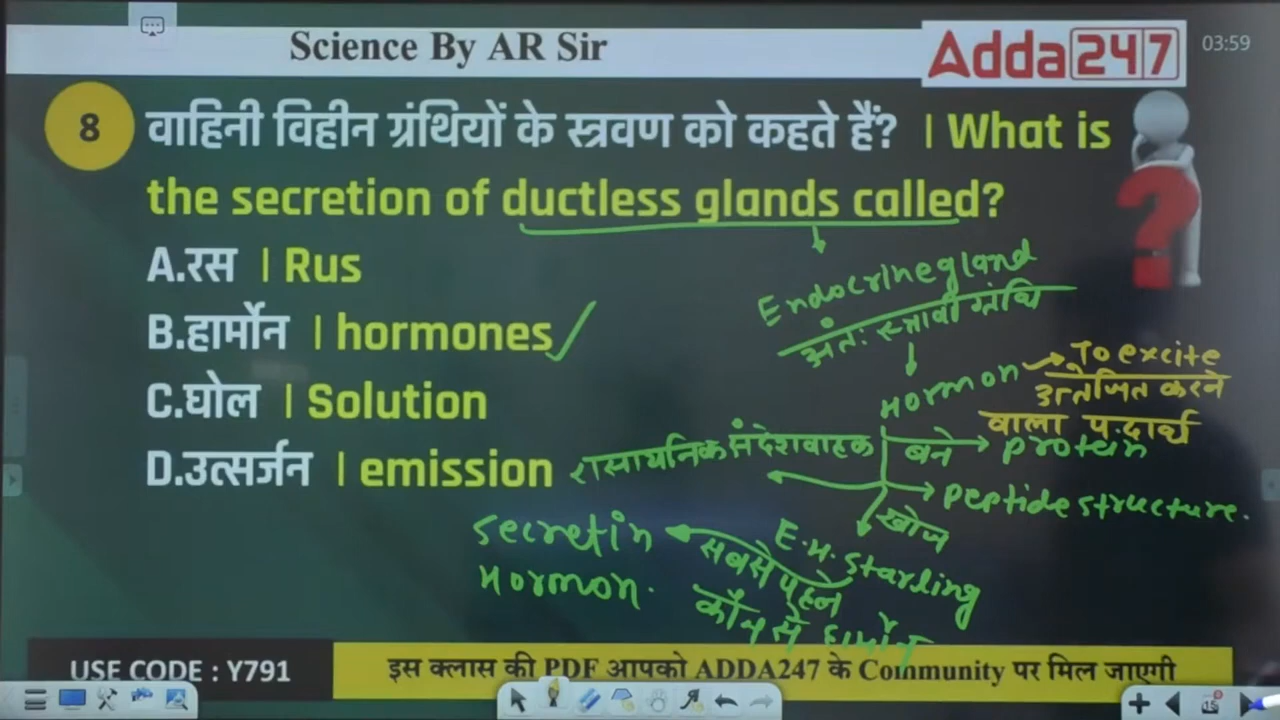 Science By AR Sir
Adda247
03:59
8
वाहिनी विहीन ग्रंथियों के स्त्रवण को कहते हैं? | What is
the secretion of ductless glands called?
A.रस | Rus
B.हार्मोन | hormones
C.घोल | Solution
D.उत्सर्जन | emission
Endocrine gland
अंतः स्त्रावी ग्रंथि
Hormon
To excite
उत्तेजित करने
वाला पदार्थ
रासायनिक संदेशवाहक
बने
protein
peptide structure.
खोज
E.H. Starling
सबसे पहले
कौन से
secretin
Hormon.
USE CODE : Y791
इस क्लास की PDF आपको ADDA247 के Community पर मिल जाएगी
15